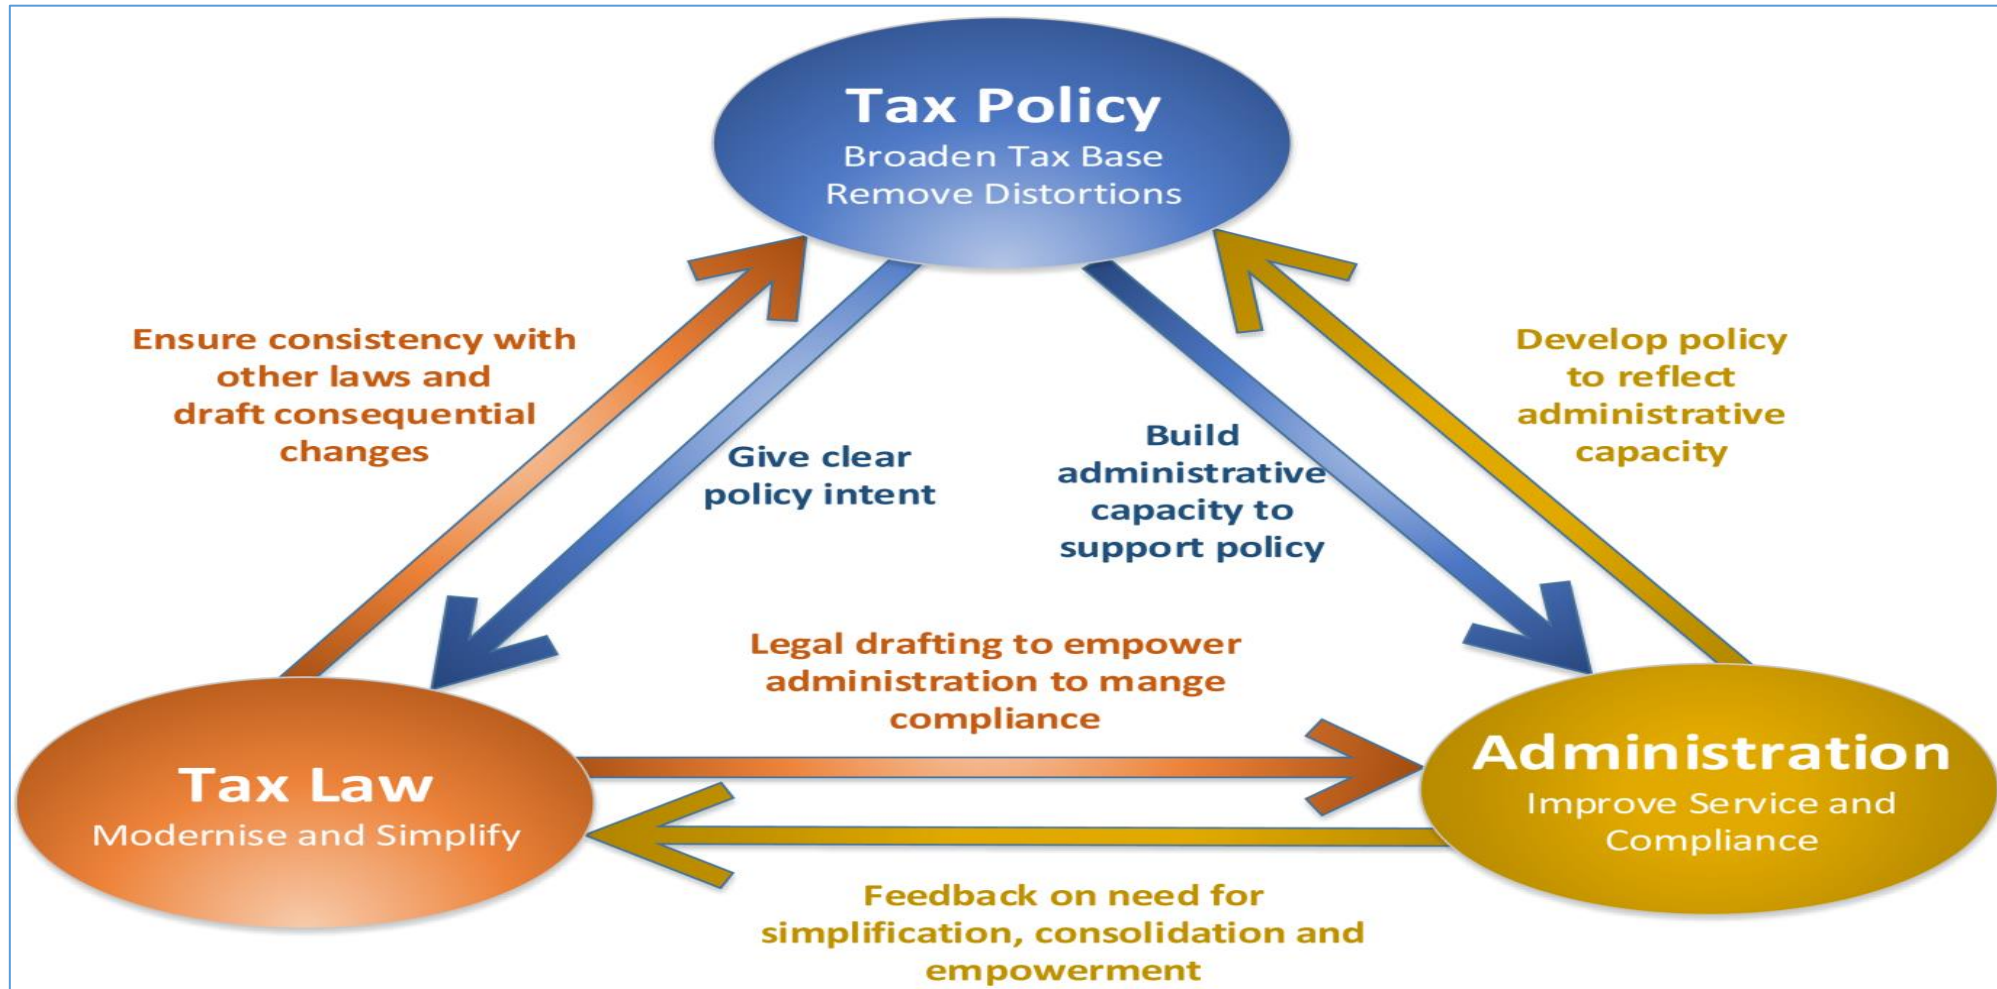 Tax Policy
Broaden Tax Base
Remove Distortions
Ensure consistency with
other laws and
draft consequential
changes
Give clear
policy intent
Build
administrative
capacity to
support policy
Develop policy
to reflect
administrative
capacity
Legal drafting to empower
administration to mange
compliance
Tax Law
Modernise and Simplify
Administration
Improve Service and
Compliance
Feedback on need for
simplification, consolidation and
empowerment